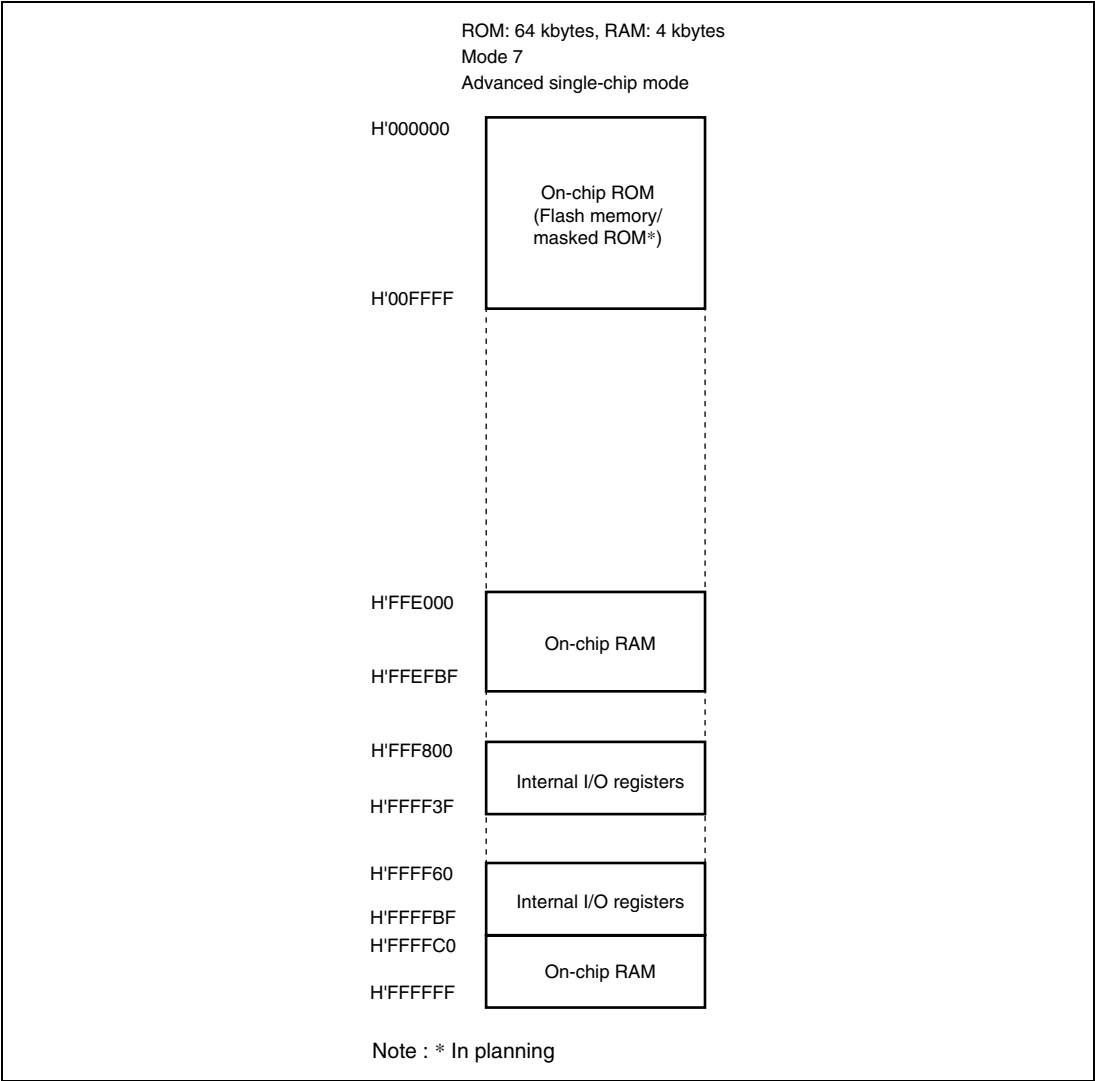 ROM: 64 kbytes, RAM: 4 kbytes
Mode 7
Advanced single-chip mode
H'000000
On-chip ROM
(Flash memory/
masked ROM*)
H'00FFFF
H'FFE000
On-chip RAM
H'FFEFBF
H'FFF800
Internal I/O registers
H'FFFF3F
H'FFFF60
Internal I/O registers
H'FFFFBF
H'FFFFC0
On-chip RAM
H'FFFFFF
Note : * In planning